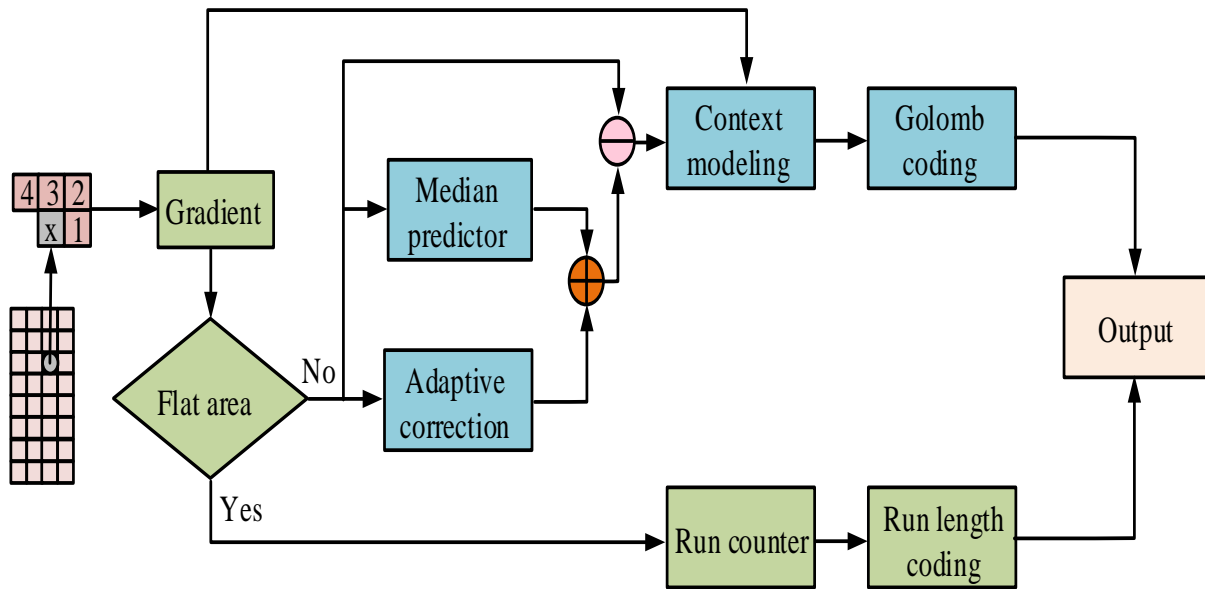 Context
modeling
Golomb
coding
4 3 2
x 1
Gradient
Median
predictor
Output
No
Flat area
Adaptive
correction
Yes
Run counter
Run length
coding